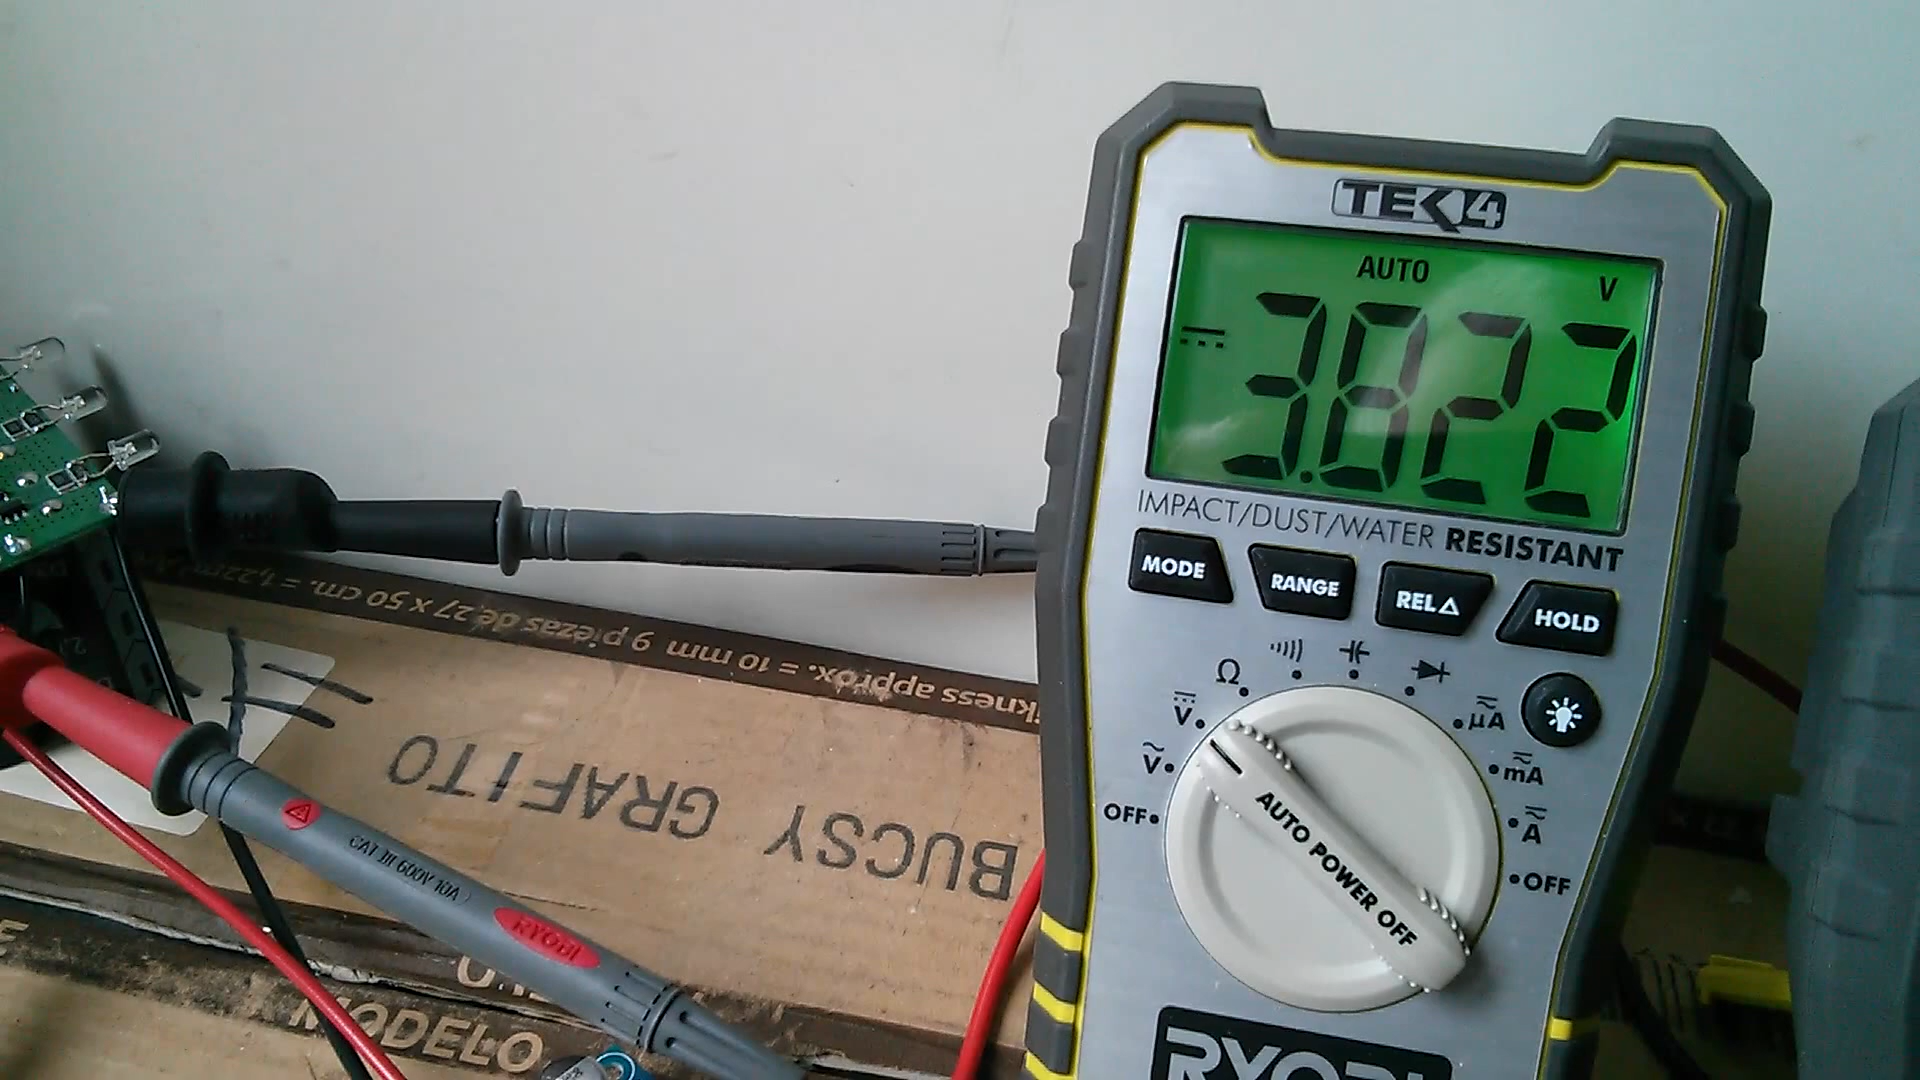 TEK4
AUTO
V
3.822
IMPACT/DUST/WATER RESISTANT
MODE
RANGE
REL△
HOLD
Ω
V
µA
V
mA
OFF
A
OFF
AUTO POWER OFF
RYOBI
= 1,22
9 piezas de 27 x 50 cm.
kness approx. = 10 mm
BUCSY GRAFITO
CAT III 600V 10A
RYOBI
MODELO